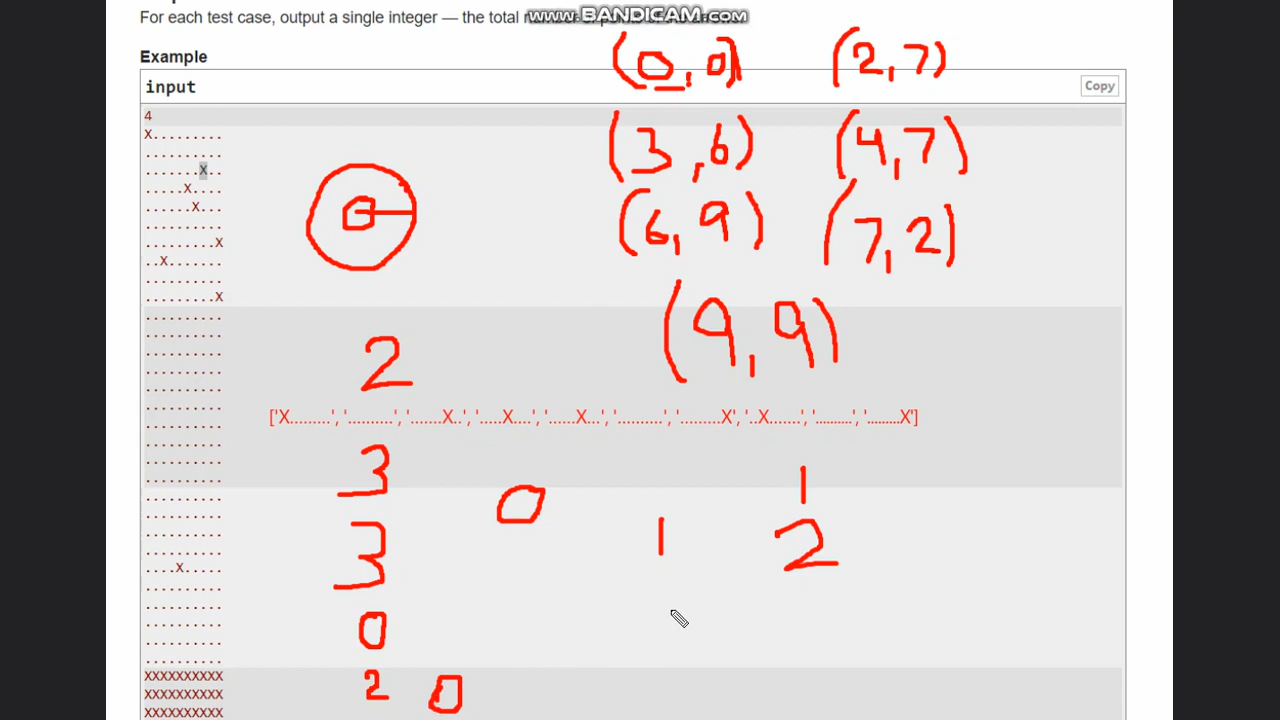 For each test case, output a single integer — the total
www.BANDICAM.com
Example
input
Copy
4
X.........
..........
.......X..
.....X....
......X...
..........
.........X
..X.......
..........
.........X
..........
..........
..........
..........
..........
..........
..........
..........
..........
..........
..........
..........
..........
..........
....X.....
..........
..........
..........
..........
..........
XXXXXXXXXX
XXXXXXXXXX
XXXXXXXXXX
(0,0) (2,7)
(3,6) (4,7)
(6,9) (7,2)
(9,9)
2
['X.........','..........','.......X..','.....X....','......X...','..........','.........X','..X.......','..........','.........X']
3
0
1
1
3
2
0
2 0